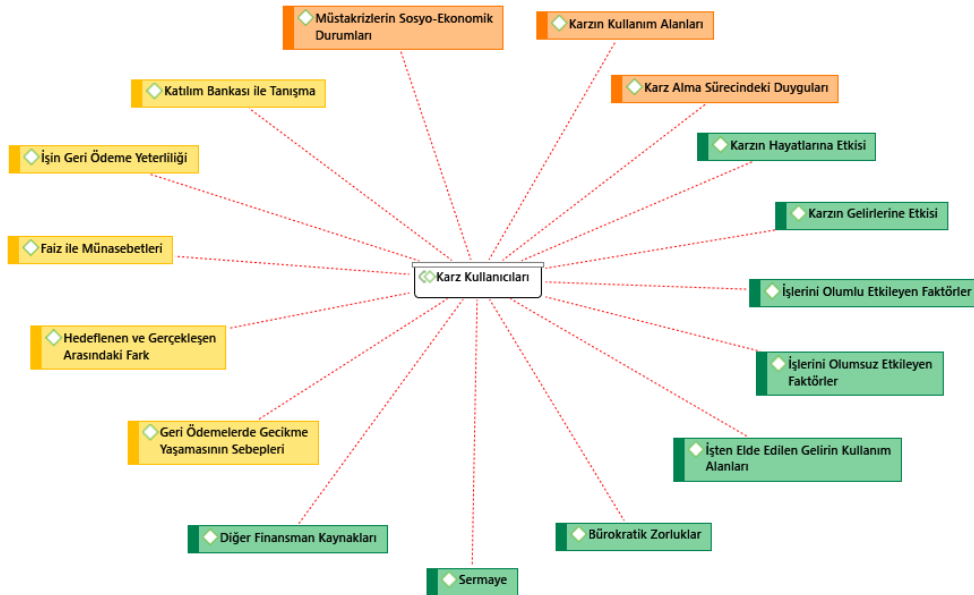 Müstakrizlerin Sosyo-Ekonomik
Durumları
Karzın Kullanım Alanları
Katılım Bankası ile Tanışma
Karz Alma Sürecindeki Duyguları
Karzın Hayatlarına Etkisi
İşin Geri Ödeme Yeterliliği
Karzın Gelirlerine Etkisi
Faiz ile Münasebetleri
Karz Kullanıcıları
İşlerini Olumlu Etkileyen Faktörler
Hedeflenen ve Gerçekleşen
Arasındaki Fark
İşlerini Olumsuz Etkileyen
Faktörler
Geri Ödemelerde Gecikme
Yaşamasının Sebepleri
İşten Elde Edilen Gelirin Kullanım
Alanları
Diğer Finansman Kaynakları
Bürokratik Zorluklar
Sermaye